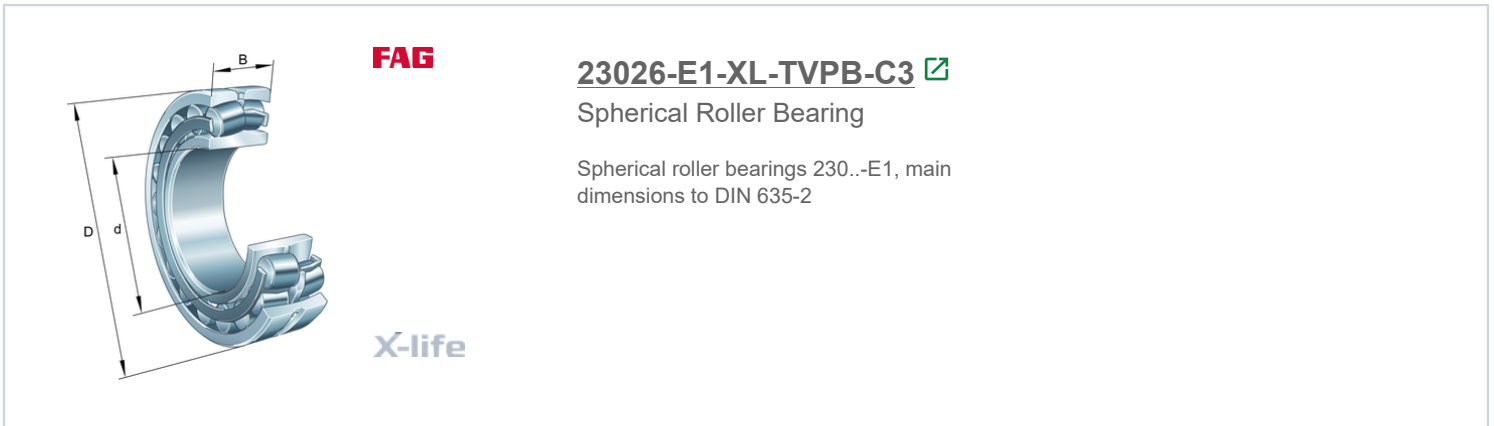 B
D
d
FAG
X-life
23026-E1-XL-TVPB-C3
Spherical Roller Bearing
Spherical roller bearings 230..-E1, main
dimensions to DIN 635-2